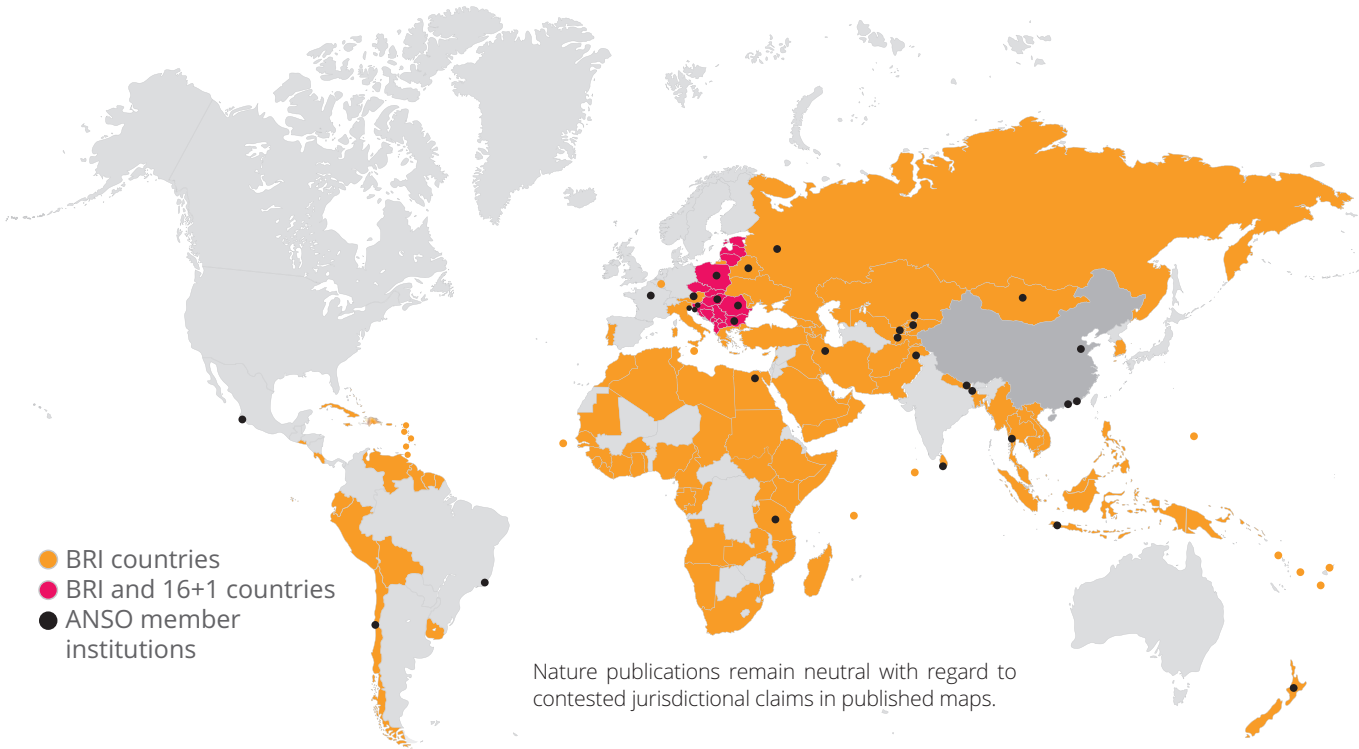 BRI countries
BRI and 16+1 countries
ANSO member
institutions
Nature publications remain neutral with regard to
contested jurisdictional claims in published maps.